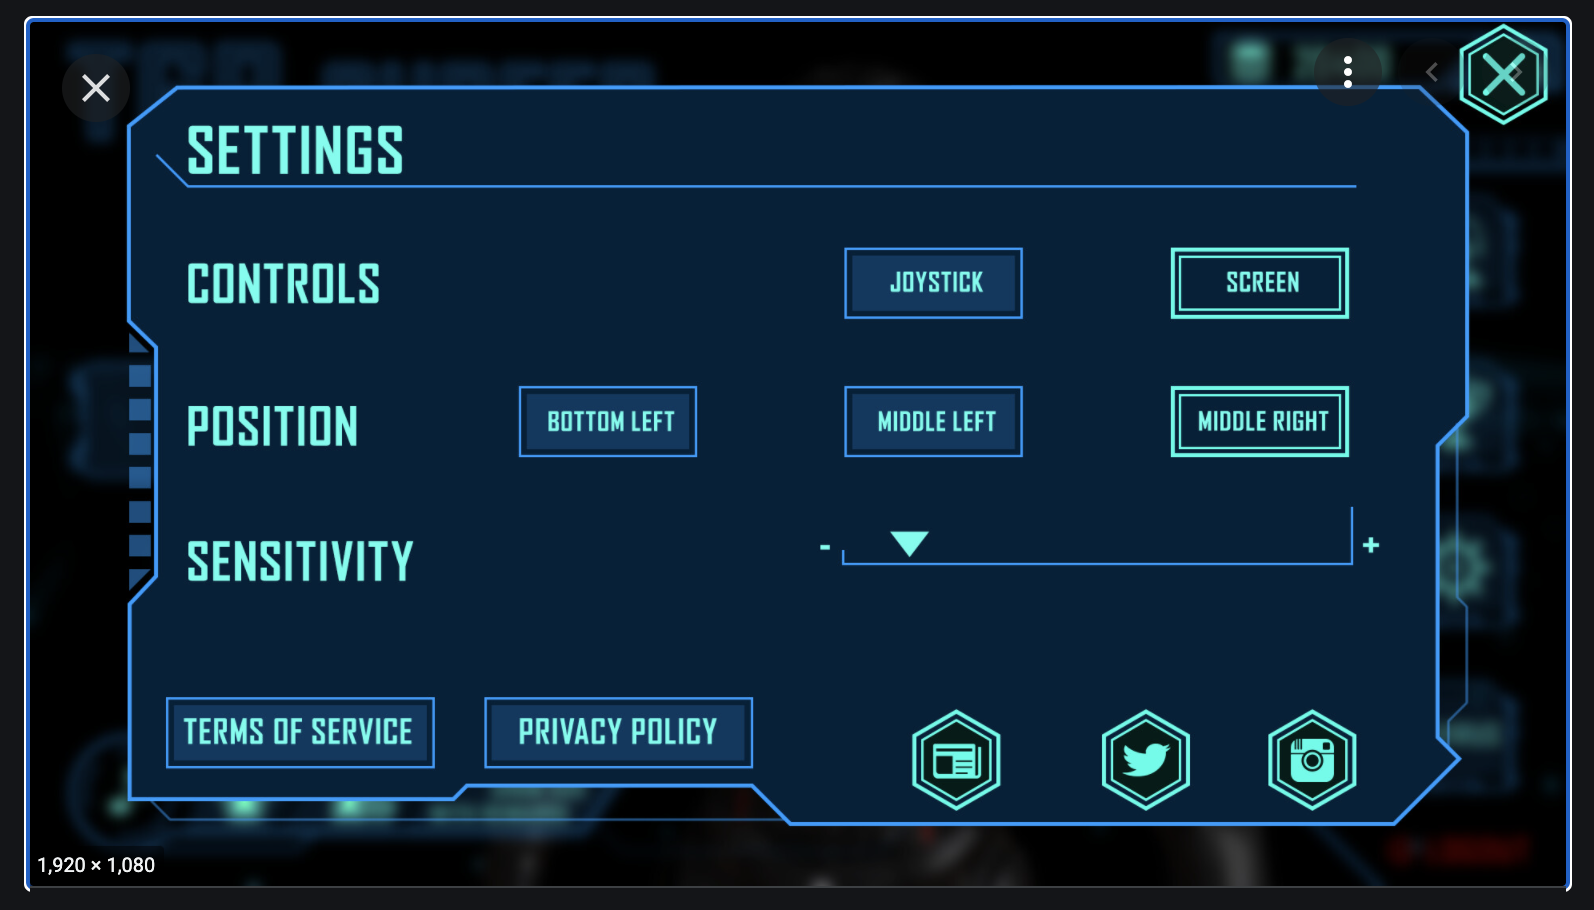 SETTINGS
CONTROLS
JOYSTICK
SCREEN
POSITION
BOTTOM LEFT
MIDDLE LEFT
MIDDLE RIGHT
SENSITIVITY
- +
TERMS OF SERVICE
PRIVACY POLICY
1,920 × 1,080